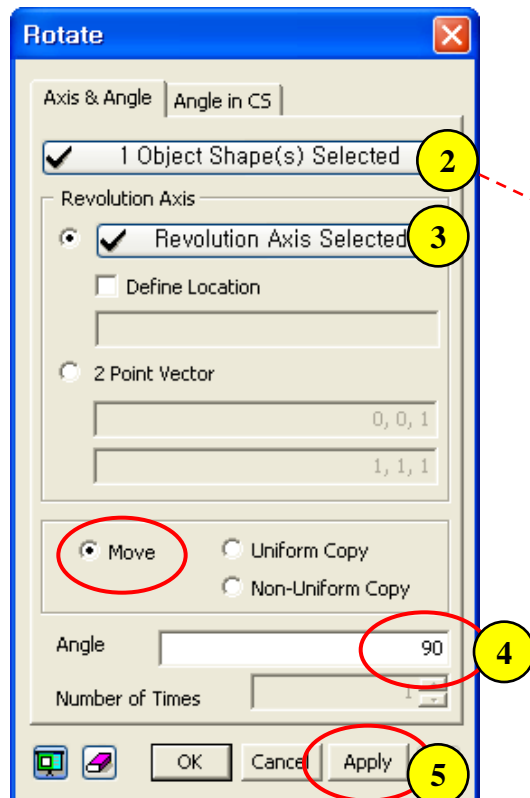 Rotate
Axis & Angle Angle in CS
1 Object Shape(s) Selected 2
Revolution Axis
Revolution Axis Selected 3
Define Location
2 Point Vector
0, 0, 1
1, 1, 1
Move Uniform Copy
Non-Uniform Copy
Angle 90 4
Number of Times 1
OK Cancel Apply 5